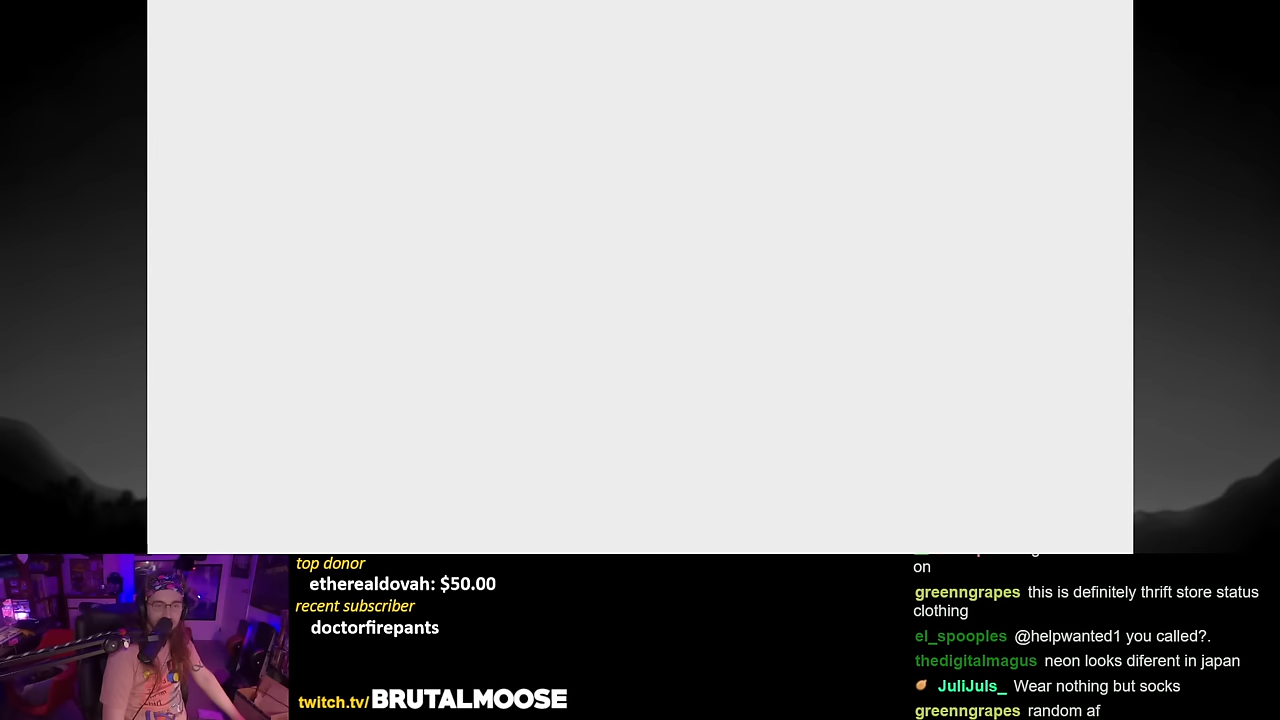 top donor
etherealdovah: $50.00
recent subscriber
doctorfirepants
twitch.tv/BRUTALMOOSE
on
greenngrapes this is definitely thrift store status
clothing
el_spooples @helpwanted1 you called?.
thedigitalmagus neon looks diferent in japan
JuliJuls_ Wear nothing but socks
greenngrapes random af